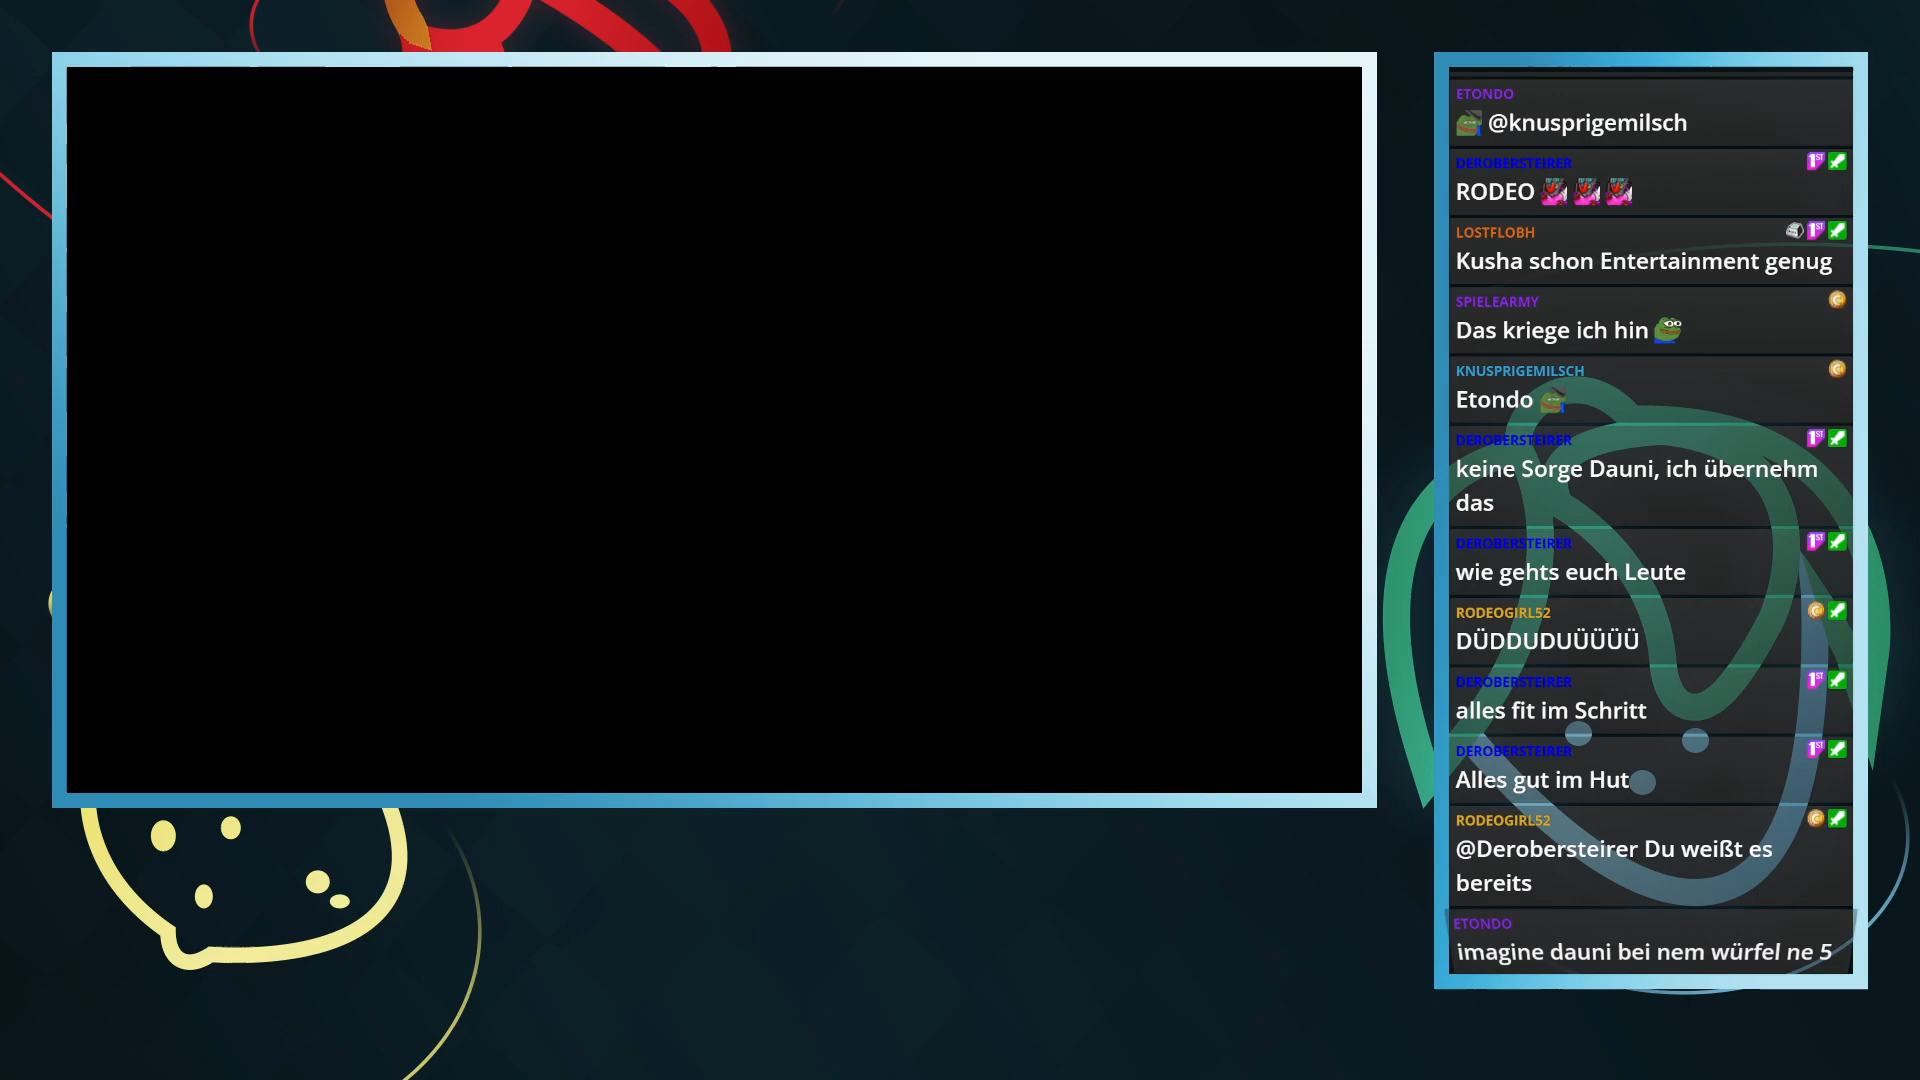 ETONDO
@knusprigemilsch
DEROBERSTEIRER
RODEO
LOSTFLOBH
Kusha schon Entertainment genug
SPIELEARMY
Das kriege ich hin
KNUSPRIGEMILSCH
Etondo
DEROBERSTEIRER
keine Sorge Dauni, ich übernehm
das
DEROBERSTEIRER
wie gehts euch Leute
RODEOGIRL52
DÜDDUDUÜÜÜÜ
DEROBERSTEIRER
alles fit im Schritt
DEROBERSTEIRER
Alles gut im Hut
RODEOGIRL52
@Derobersteirer Du weißt es
bereits
ETONDO
imagine dauni bei nem würfel ne 5